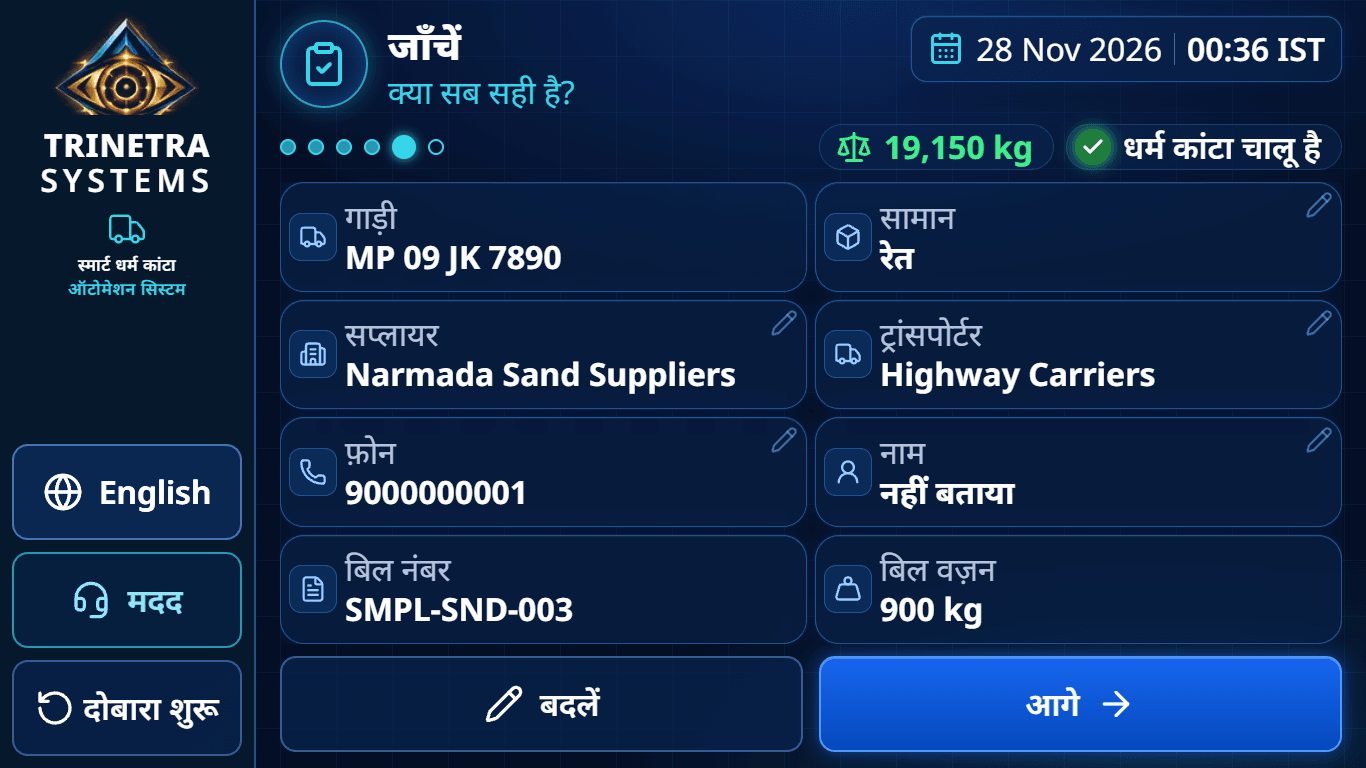 TRINETRA
SYSTEMS
स्मार्ट धर्म कांटा
ऑटोमेशन सिस्टम
English
मदद
दोबारा शुरू
जाँचें
क्या सब सही है?
28 Nov 2026
00:36 IST
19,150 kg
धर्म कांटा चालू है
गाड़ी
MP 09 JK 7890
सामान
रेत
सप्लायर
Narmada Sand Suppliers
ट्रांसपोर्टर
Highway Carriers
फ़ोन
9000000001
नाम
नहीं बताया
बिल नंबर
SMPL-SND-003
बिल वज़न
900 kg
बदलें
आगे